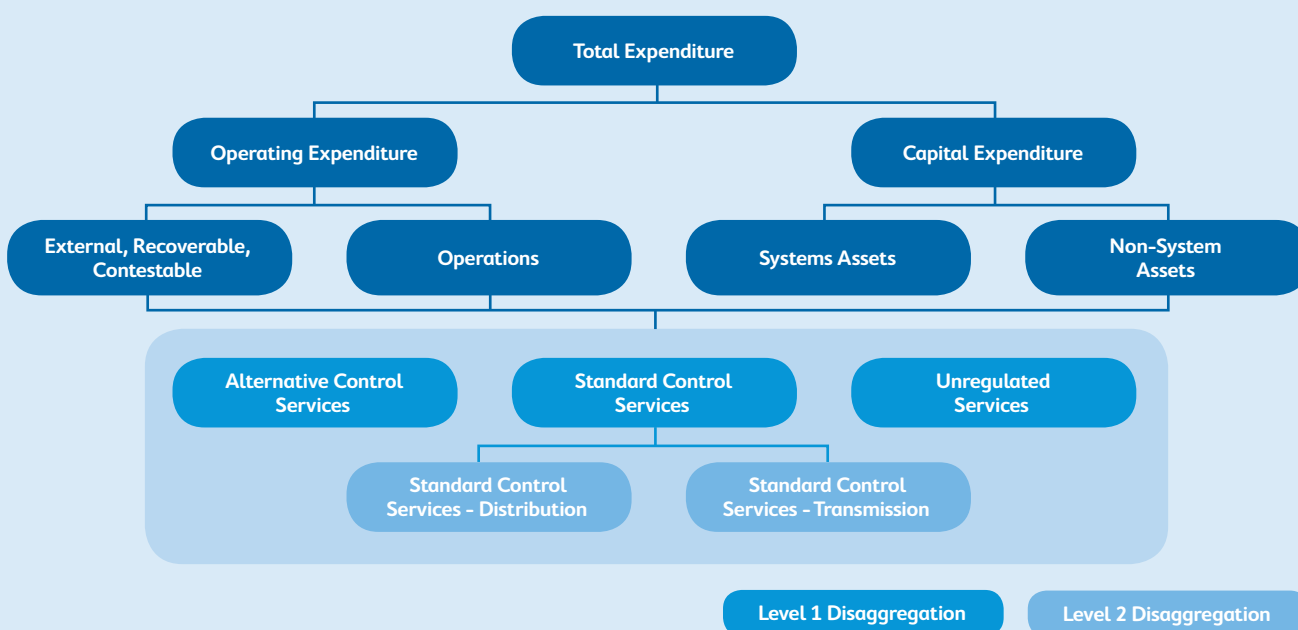 Total Expenditure
Operating Expenditure
Capital Expenditure
External, Recoverable,
Contestable
Operations
Systems Assets
Non-System
Assets
Alternative Control
Services
Standard Control
Services
Unregulated
Services
Standard Control
Services - Distribution
Standard Control
Services - Transmission
Level 1 Disaggregation
Level 2 Disaggregation